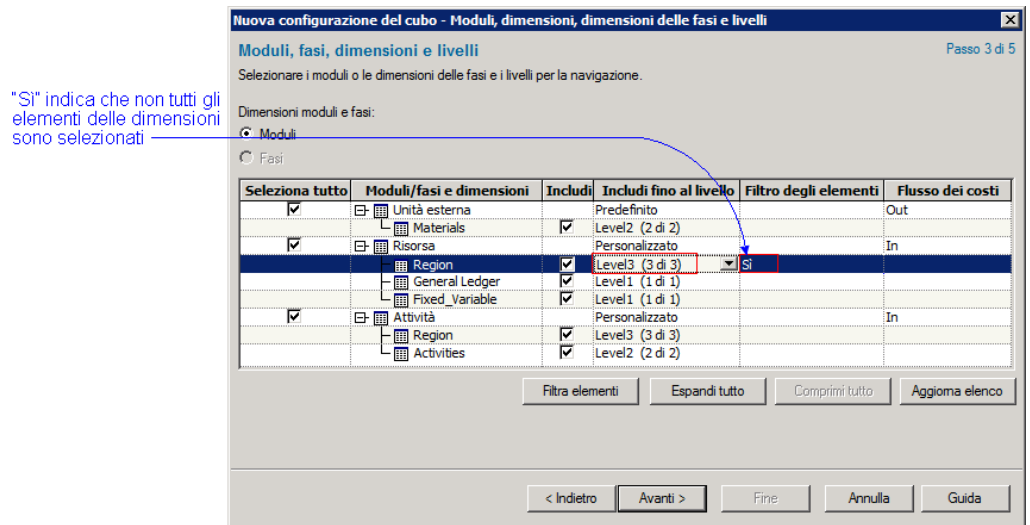 Nuova configurazione del cubo - Moduli, dimensioni, dimensioni delle fasi e livelli
Moduli, fasi, dimensioni e livelli
Passo 3 di 5
Selezionare i moduli o le dimensioni delle fasi e i livelli per la navigazione.
"Sì" indica che non tutti gli
elementi delle dimensioni
sono selezionati
Dimensioni moduli e fasi:
Moduli
Fasi
Seleziona tutto Moduli/fasi e dimensioni Includi Includi fino al livello Filtro degli elementi Flusso dei costi
Unità esterna Predefinito Out
Materials Level2 (2 di 2)
Risorsa Personalizzato In
Region Level3 (3 di 3) Sì
General Ledger Level1 (1 di 1)
Fixed_Variable Level1 (1 di 1)
Attività Personalizzato In
Region Level3 (3 di 3)
Activities Level2 (2 di 2)
Filtra elementi Espandi tutto Comprimi tutto Aggiorna elenco
< Indietro Avanti > Fine Annulla Guida